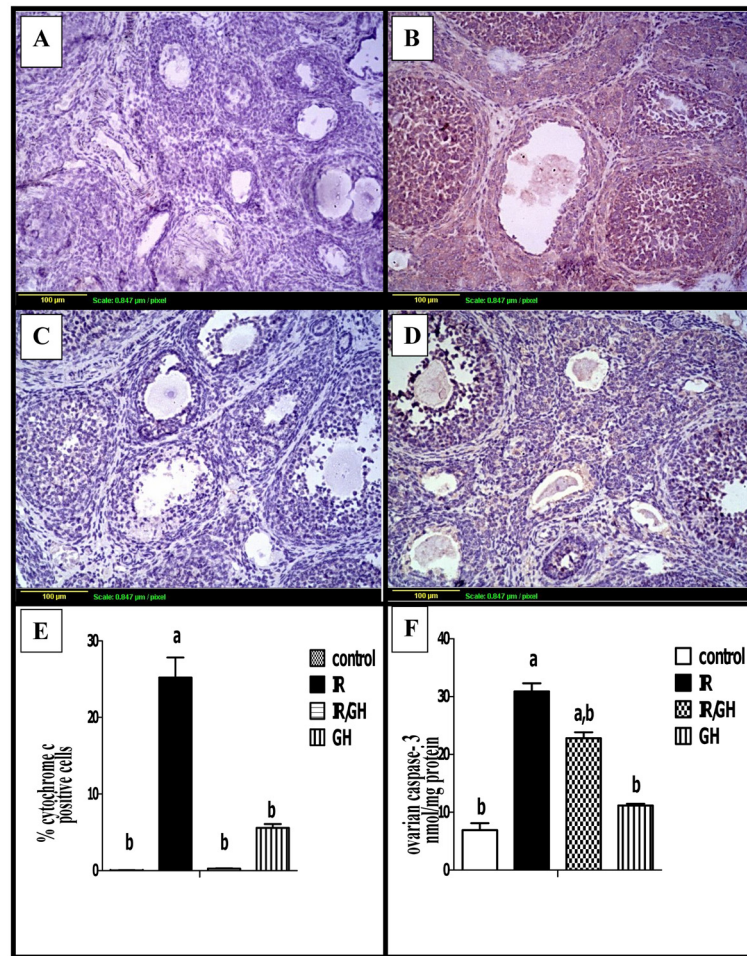 A
B
100 µm
Scale: 0.847 µm / pixel
100 µm
Scale: 0.847 µm / pixel
C
D
100 µm
Scale: 0.847 µm / pixel
100 µm
Scale: 0.847 µm / pixel
E
% cytochrome c
positive cells
30
20
10
0
b
a
b
b
control
IR
IR/GH
GH
F
ovarian caspase-3
nmol/mg protein
40
30
20
10
0
b
a
a,b
b
control
IR
IR/GH
GH